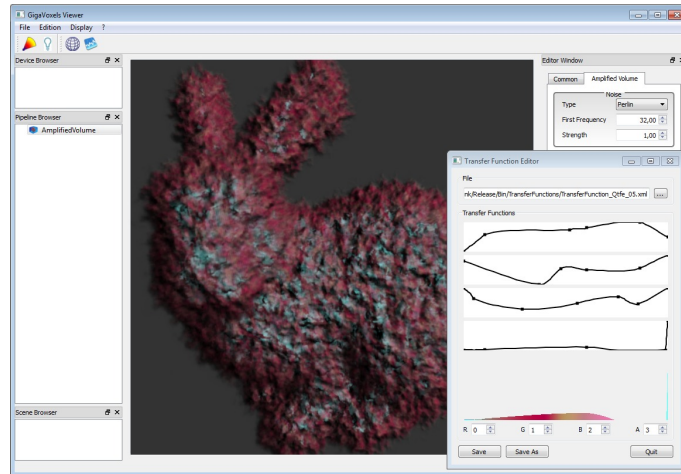 GigaVoxels Viewer
File Edition Display ?
Device Browser
Pipeline Browser
AmplifiedVolume
Scene Browser
Editor Window
Common Amplified Volume
Noise
Type Perlin
First Frequency 32,00
Strength 1,00
Transfer Function Editor
File
nk/Release/Bin/TransferFunctions/TransferFunction_Qtfe_05.xml ...
Transfer Functions
R 0 G 1 B 2 A 3
Save Save As Quit